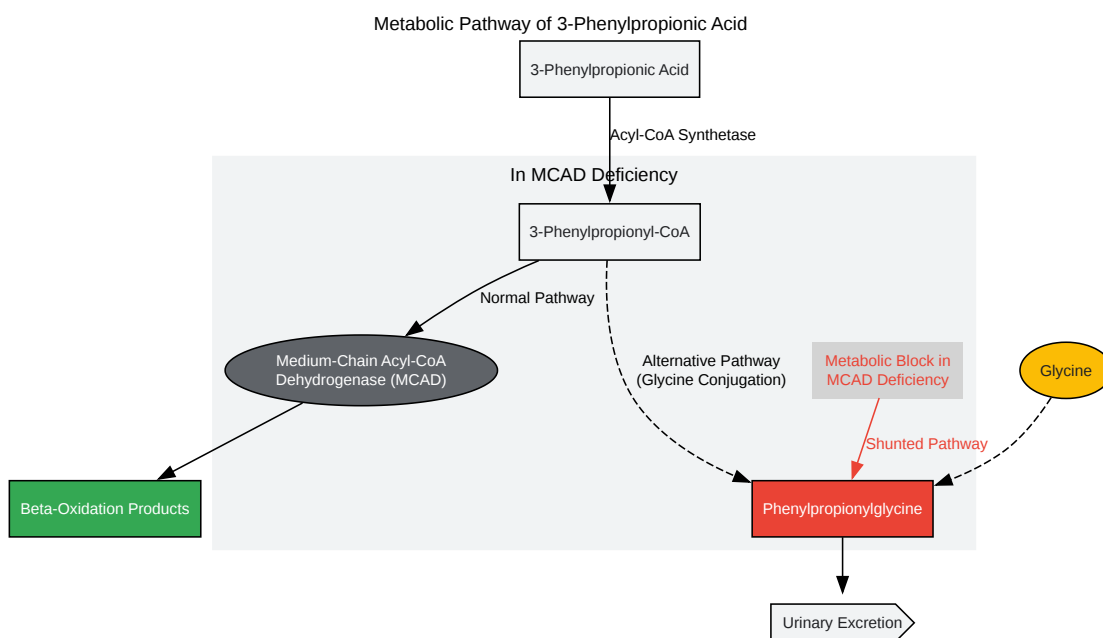 Metabolic Pathway of 3-Phenylpropionic Acid
3-Phenylpropionic Acid
Acyl-CoA Synthetase
In MCAD Deficiency
3-Phenylpropionyl-CoA
Normal Pathway
Medium-Chain Acyl-CoA
Dehydrogenase (MCAD)
Alternative Pathway
(Glycine Conjugation)
Metabolic Block in
MCAD Deficiency
Glycine
Shunted Pathway
Beta-Oxidation Products
Phenylpropionylglycine
Urinary Excretion